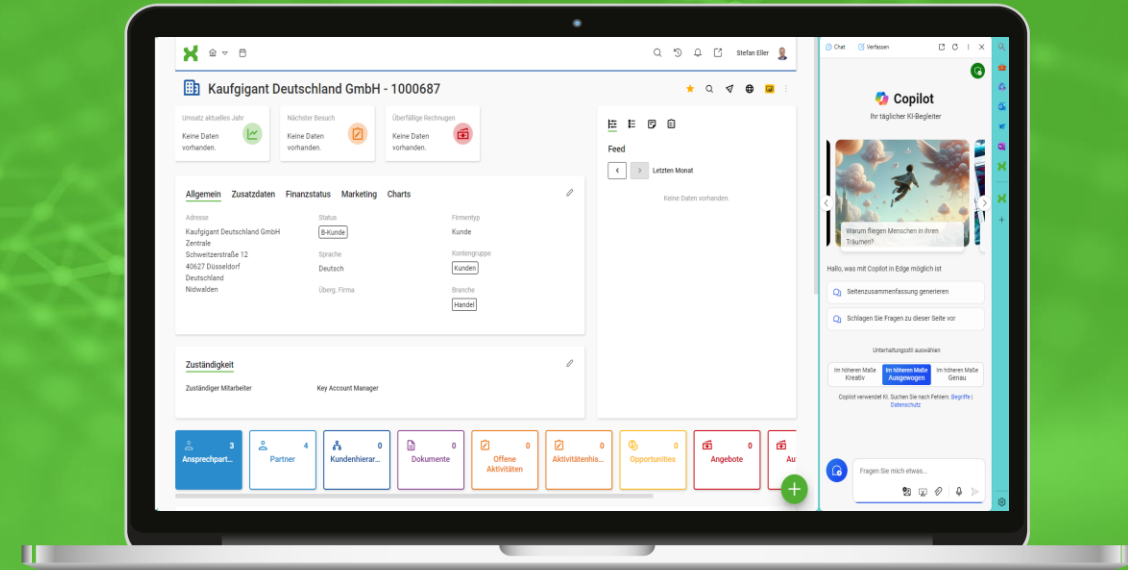 Stefan Eller
Kaufgigant Deutschland GmbH - 1000687
Umsatz aktuelles Jahr
Keine Daten
vorhanden.
Nächster Besuch
Keine Daten
vorhanden.
Überfällige Rechnugen
Keine Daten
vorhanden.
Allgemein Zusatzdaten Finanzstatus Marketing Charts
Adresse
Kaufgigant Deutschland GmbH
Zentrale
Schweitzerstraße 12
40627 Düsseldorf
Deutschland
Nidwalden
Status
B-Kunde
Sprache
Deutsch
Überg. Firma
Firmentyp
Kunde
Kontengruppe
Kunden
Branche
Handel
Zuständigkeit
Zuständiger Mitarbeiter
Key Account Manager
3
Ansprechpart...
4
Partner
0
Kundenhierar...
0
Dokumente
0
Offene
Aktivitäten
0
Aktivitätenhis...
0
Opportunities
0
Angebote
Au
Feed
Letzten Monat
Keine Daten vorhanden.
Chat Verfassen
Copilot
Ihr täglicher KI-Begleiter
Warum fliegen Menschen in ihren
Träumen?
Hallo, was mit Copilot in Edge möglich ist
Seitenzusammenfassung generieren
Schlagen Sie Fragen zu dieser Seite vor
Unterhaltungsstil auswählen
Im höheren Maße
Kreativ
Im höheren Maße
Ausgewogen
Im höheren Maße
Genau
Copilot verwendet KI. Suchen Sie nach Fehlern. Begriffe |
Datenschutz
Fragen Sie mich etwas...